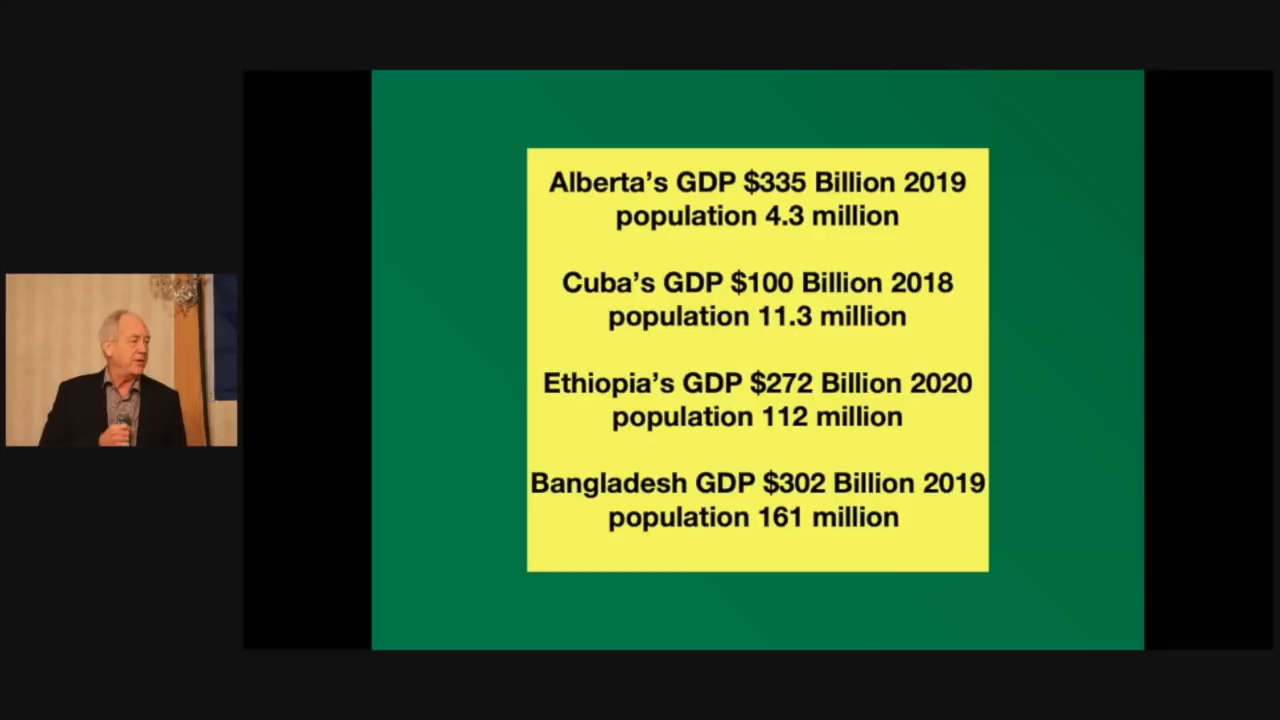 Alberta’s GDP $335 Billion 2019
population 4.3 million
Cuba’s GDP $100 Billion 2018
population 11.3 million
Ethiopia’s GDP $272 Billion 2020
population 112 million
Bangladesh GDP $302 Billion 2019
population 161 million